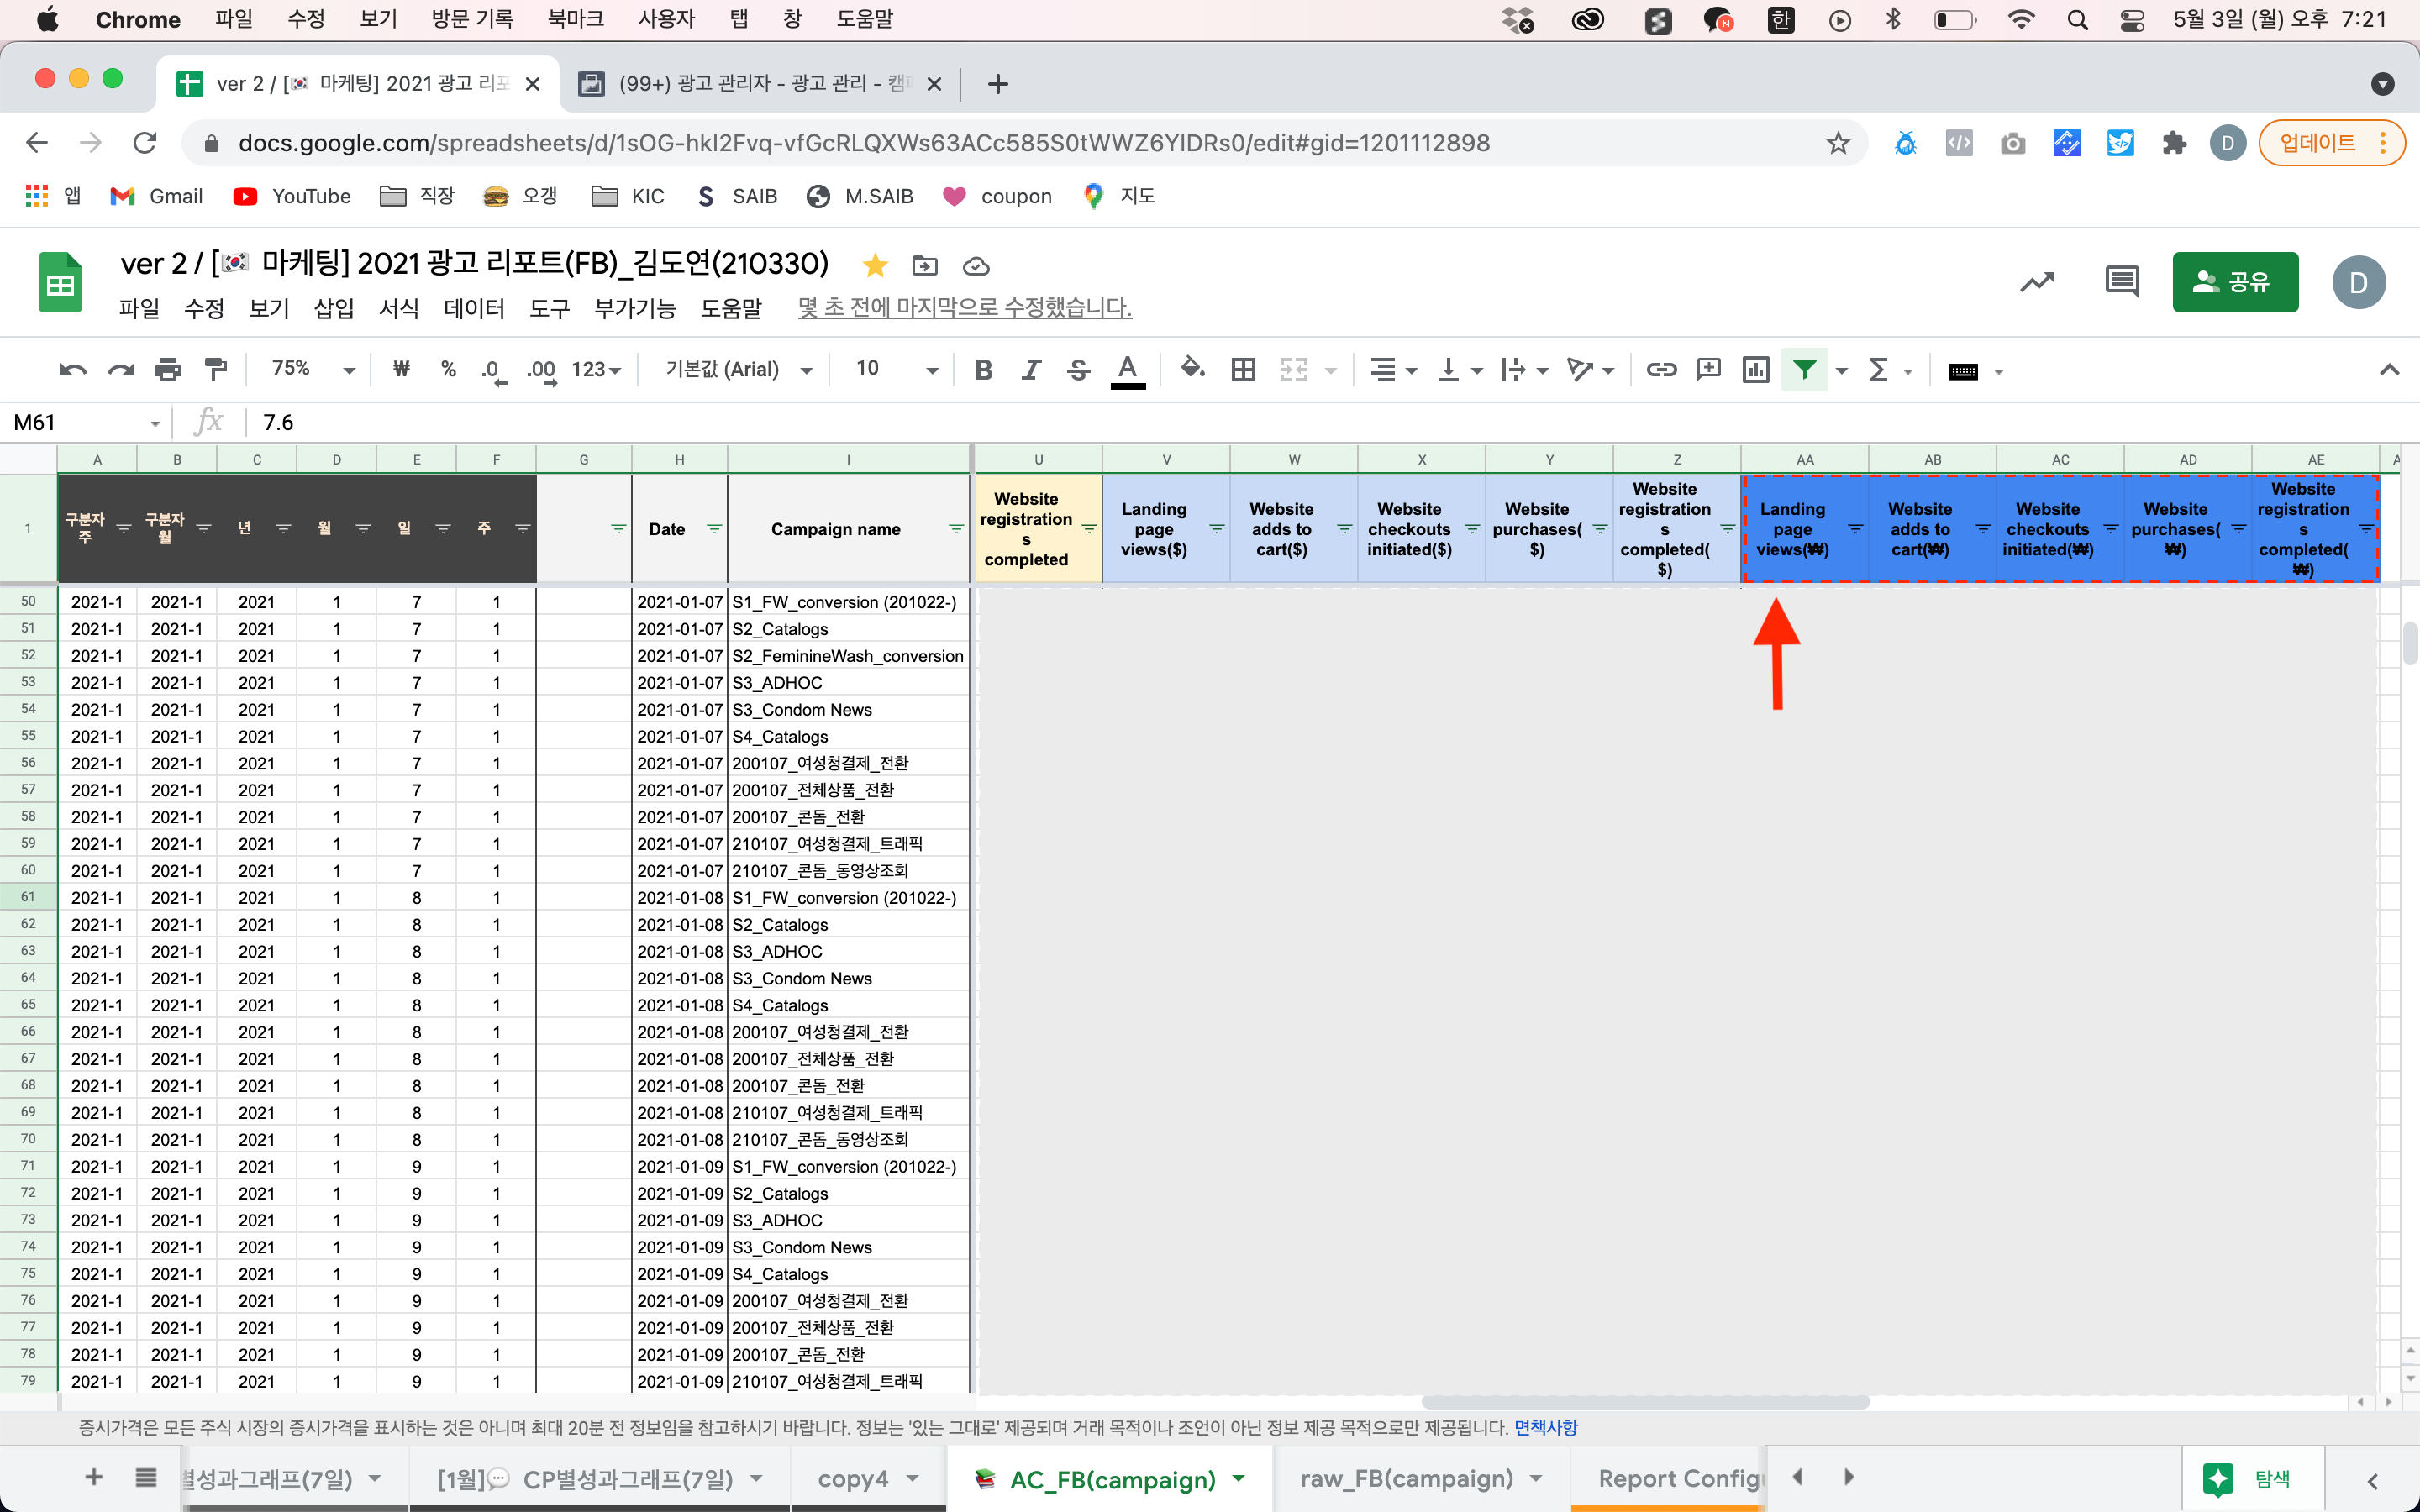 Chrome 파일 수정 보기 방문 기록 북마크 사용자 탭 창 도움말 한 5월 3일 (월) 오후 7:21
ver 2 / [🇰🇷 마케팅] 2021 광고 리포 (99+) 광고 관리자 - 광고 관리 - 캠
docs.google.com/spreadsheets/d/1sOG-hkI2Fvq-vfGcRLQXWs63ACc585S0tWWZ6YIDRs0/edit#gid=1201112898 D 업데이트
앱 Gmail YouTube 직장 오갱 KIC S SAIB M.SAIB coupon 지도
ver 2 / [🇰🇷 마케팅] 2021 광고 리포트(FB)_김도연(210330)
공유 D
파일 수정 보기 삽입 서식 데이터 도구 부가기능 도움말 몇 초 전에 마지막으로 수정했습니다.
75% ₩ % .0 .00 123 기본값 (Arial) 10 B I S A Σ
M61 fx 7.6
A B C D E F G H I U V W X Y Z AA AB AC AD AE A
1 구분자주 구분자월 년 월 일 주 Date Campaign name Website registrations completed Landing page views($) Website adds to cart($) Website checkouts initiated($) Website purchases($) Website registrations completed($) Landing page views(₩) Website adds to cart(₩) Website checkouts initiated(₩) Website purchases(₩) Website registrations completed(₩)
50 2021-1 2021-1 2021 1 7 1 2021-01-07 S1_FW_conversion (201022-)
51 2021-1 2021-1 2021 1 7 1 2021-01-07 S2_Catalogs
52 2021-1 2021-1 2021 1 7 1 2021-01-07 S2_FeminineWash_conversion
53 2021-1 2021-1 2021 1 7 1 2021-01-07 S3_ADHOC
54 2021-1 2021-1 2021 1 7 1 2021-01-07 S3_Condom News
55 2021-1 2021-1 2021 1 7 1 2021-01-07 S4_Catalogs
56 2021-1 2021-1 2021 1 7 1 2021-01-07 200107_여성청결제_전환
57 2021-1 2021-1 2021 1 7 1 2021-01-07 200107_전체상품_전환
58 2021-1 2021-1 2021 1 7 1 2021-01-07 200107_콘돔_전환
59 2021-1 2021-1 2021 1 7 1 2021-01-07 210107_여성청결제_트래픽
60 2021-1 2021-1 2021 1 7 1 2021-01-07 210107_콘돔_동영상조회
61 2021-1 2021-1 2021 1 8 1 2021-01-08 S1_FW_conversion (201022-)
62 2021-1 2021-1 2021 1 8 1 2021-01-08 S2_Catalogs
63 2021-1 2021-1 2021 1 8 1 2021-01-08 S3_ADHOC
64 2021-1 2021-1 2021 1 8 1 2021-01-08 S3_Condom News
65 2021-1 2021-1 2021 1 8 1 2021-01-08 S4_Catalogs
66 2021-1 2021-1 2021 1 8 1 2021-01-08 200107_여성청결제_전환
67 2021-1 2021-1 2021 1 8 1 2021-01-08 200107_전체상품_전환
68 2021-1 2021-1 2021 1 8 1 2021-01-08 200107_콘돔_전환
69 2021-1 2021-1 2021 1 8 1 2021-01-08 210107_여성청결제_트래픽
70 2021-1 2021-1 2021 1 8 1 2021-01-08 210107_콘돔_동영상조회
71 2021-1 2021-1 2021 1 9 1 2021-01-09 S1_FW_conversion (201022-)
72 2021-1 2021-1 2021 1 9 1 2021-01-09 S2_Catalogs
73 2021-1 2021-1 2021 1 9 1 2021-01-09 S3_ADHOC
74 2021-1 2021-1 2021 1 9 1 2021-01-09 S3_Condom News
75 2021-1 2021-1 2021 1 9 1 2021-01-09 S4_Catalogs
76 2021-1 2021-1 2021 1 9 1 2021-01-09 200107_여성청결제_전환
77 2021-1 2021-1 2021 1 9 1 2021-01-09 200107_전체상품_전환
78 2021-1 2021-1 2021 1 9 1 2021-01-09 200107_콘돔_전환
79 2021-1 2021-1 2021 1 9 1 2021-01-09 210107_여성청결제_트래픽
증시가격은 모든 주식 시장의 증시가격을 표시하는 것은 아니며 최대 20분 전 정보임을 참고하시기 바랍니다. 정보는 '있는 그대로' 제공되며 거래 목적이나 조언이 아닌 정보 제공 목적으로만 제공됩니다. 면책사항
별성과그래프(7일) [1월]💬 CP별성과그래프(7일) copy4 📚 AC_FB(campaign) raw_FB(campaign) Report Config 탐색